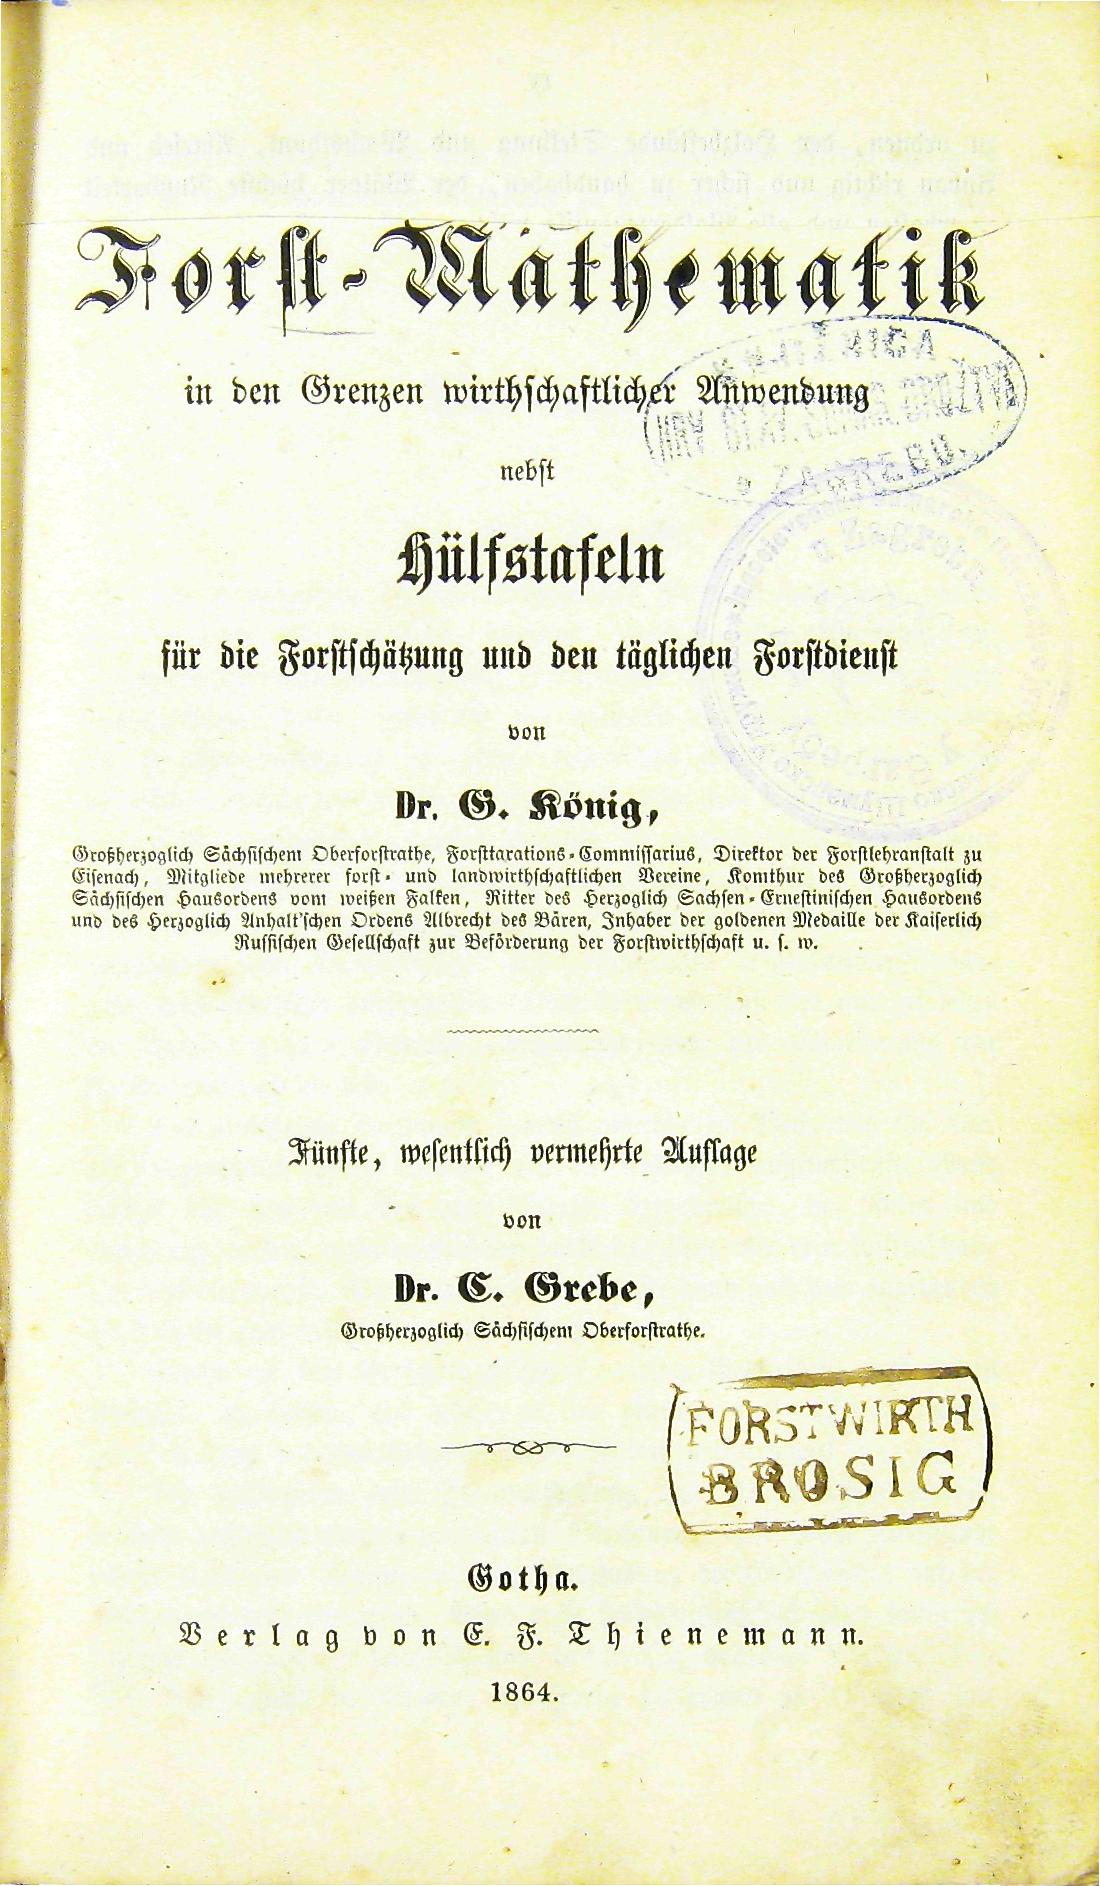 Forst-Mathematik
in den Grenzen wirthschaftlicher Anwendung
nebst
Hülfstafeln
für die Forstschätzung und den täglichen Forstdienst
von
Dr. G. König,
Großherzoglich Sächsischem Oberforstrathe, Forsttaxations-Commissarius, Direktor der Forstlehranstalt zu
Eisenach, Mitgliede mehrerer forst- und landwirthschaftlichen Vereine, Komthur des Großherzoglich
Sächsischen Hausordens vom weißen Falken, Ritter des Herzoglich Sachsen-Ernestinischen Hausordens
und des Herzoglich Anhalt'schen Ordens Albrecht des Bären, Inhaber der goldenen Medaille der Kaiserlich
Russischen Gesellschaft zur Beförderung der Forstwirthschaft u. s. w.
Fünfte, wesentlich vermehrte Auflage
von
Dr. C. Grebe,
Großherzoglich Sächsischem Oberforstrathe.
FORSTWIRTH
BROSIG
Gotha.
Verlag von E. F. Thienemann.
1864.